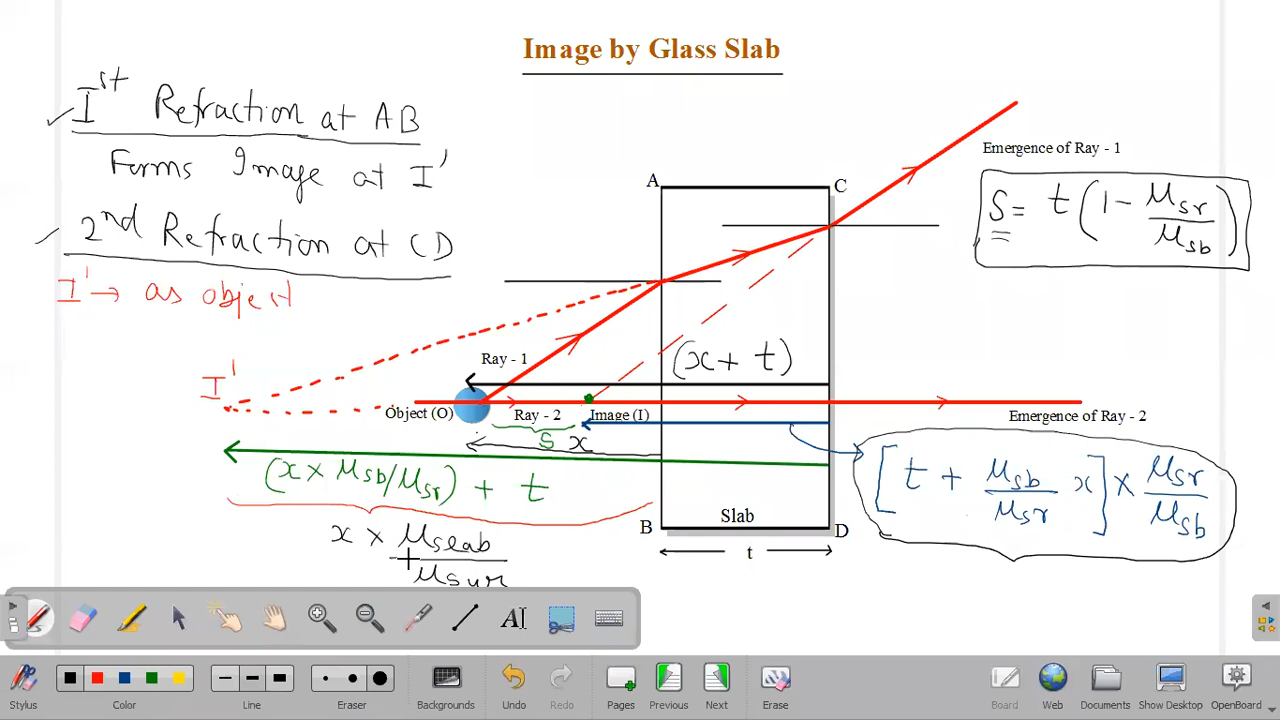 Image by Glass Slab
Ist Refraction at AB
Forms Image at I'
2nd Refraction at CD
I' → as object
A
C
Emergence of Ray - 1
S = t(1 - μsr/μsb)
Ray - 1
(x + t)
I'
Object (O)
Ray - 2
Image (I)
Emergence of Ray - 2
S
x
(x × μsb/μsr) + t
[t + μsb/μsr x] × μsr/μsb
x × μslab/μsur
B
Slab
D
t
Stylus
Color
Line
Eraser
Backgrounds
Undo
Redo
Pages
Previous
Next
Erase
Board
Web
Documents
Show Desktop
OpenBoard